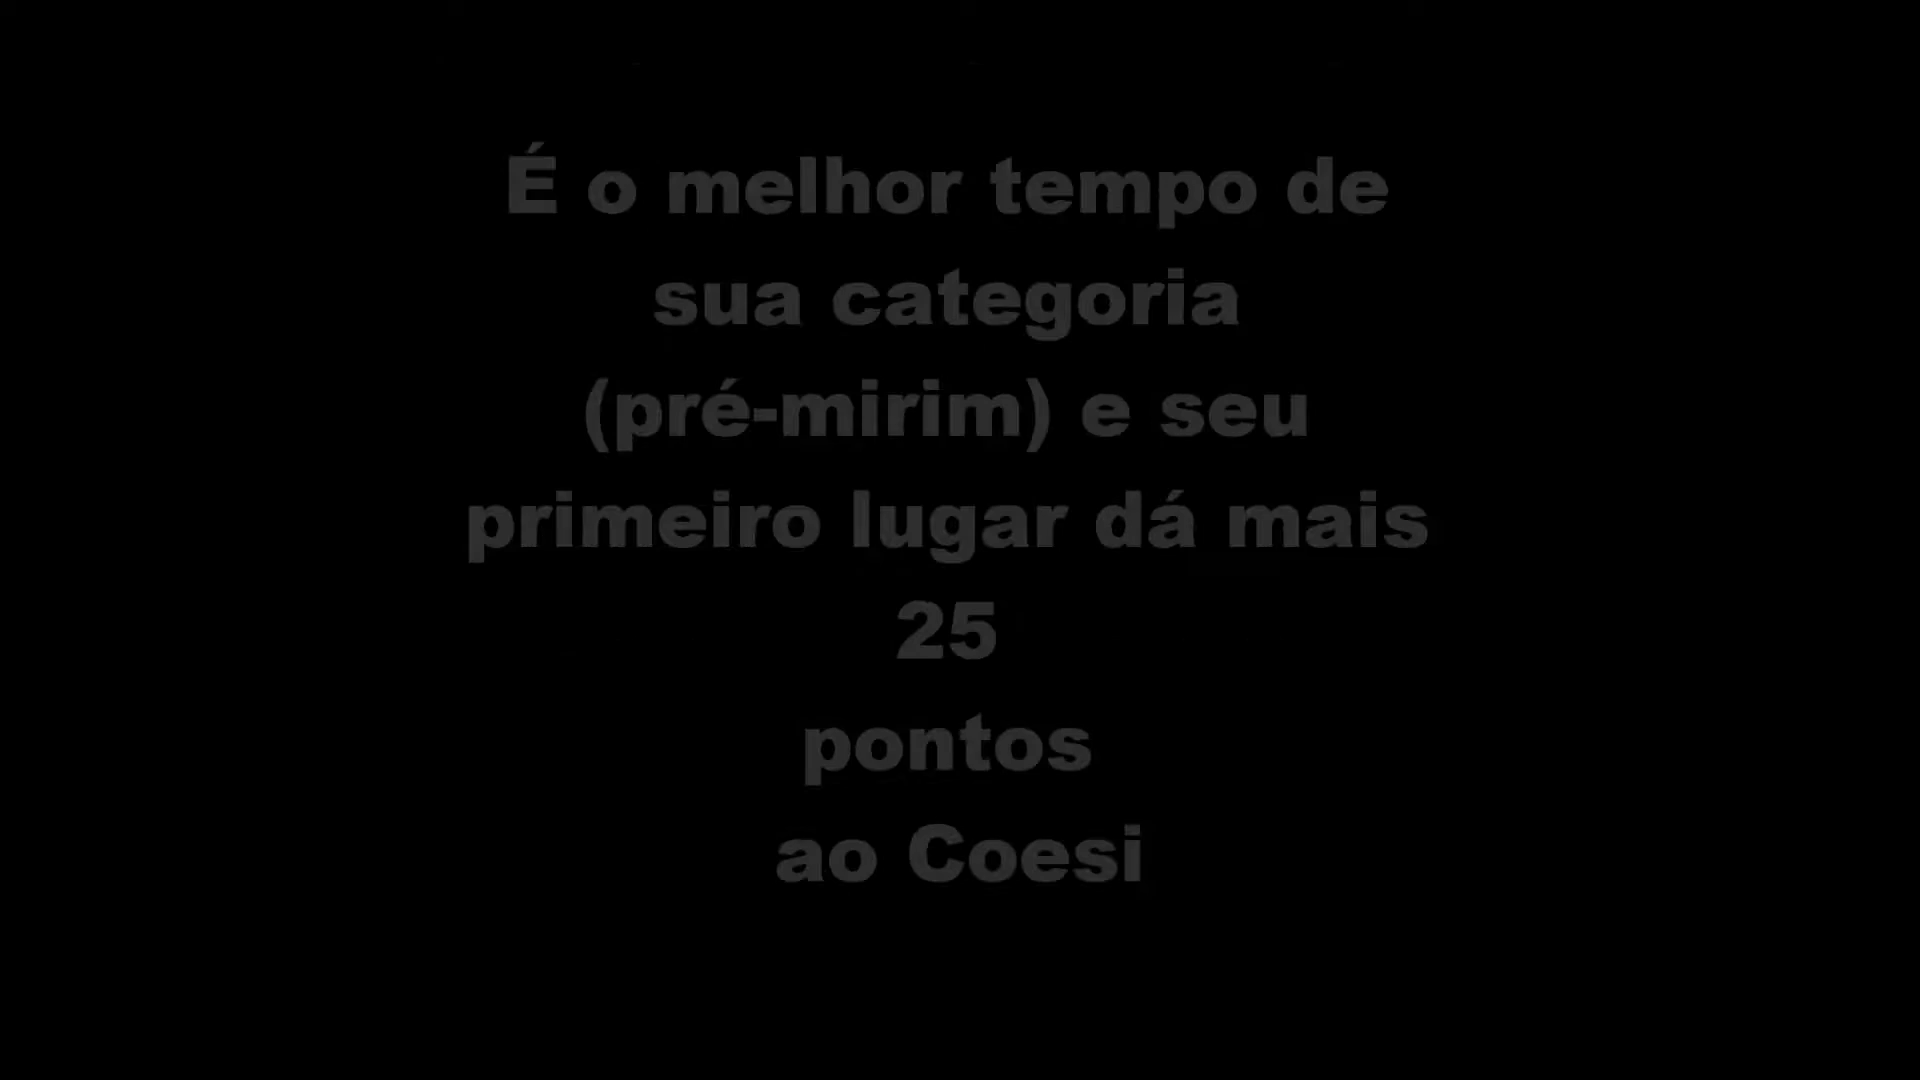 É o melhor tempo de
sua categoria
(pré-mirim) e seu
primeiro lugar dá mais
25
pontos
ao Coesi